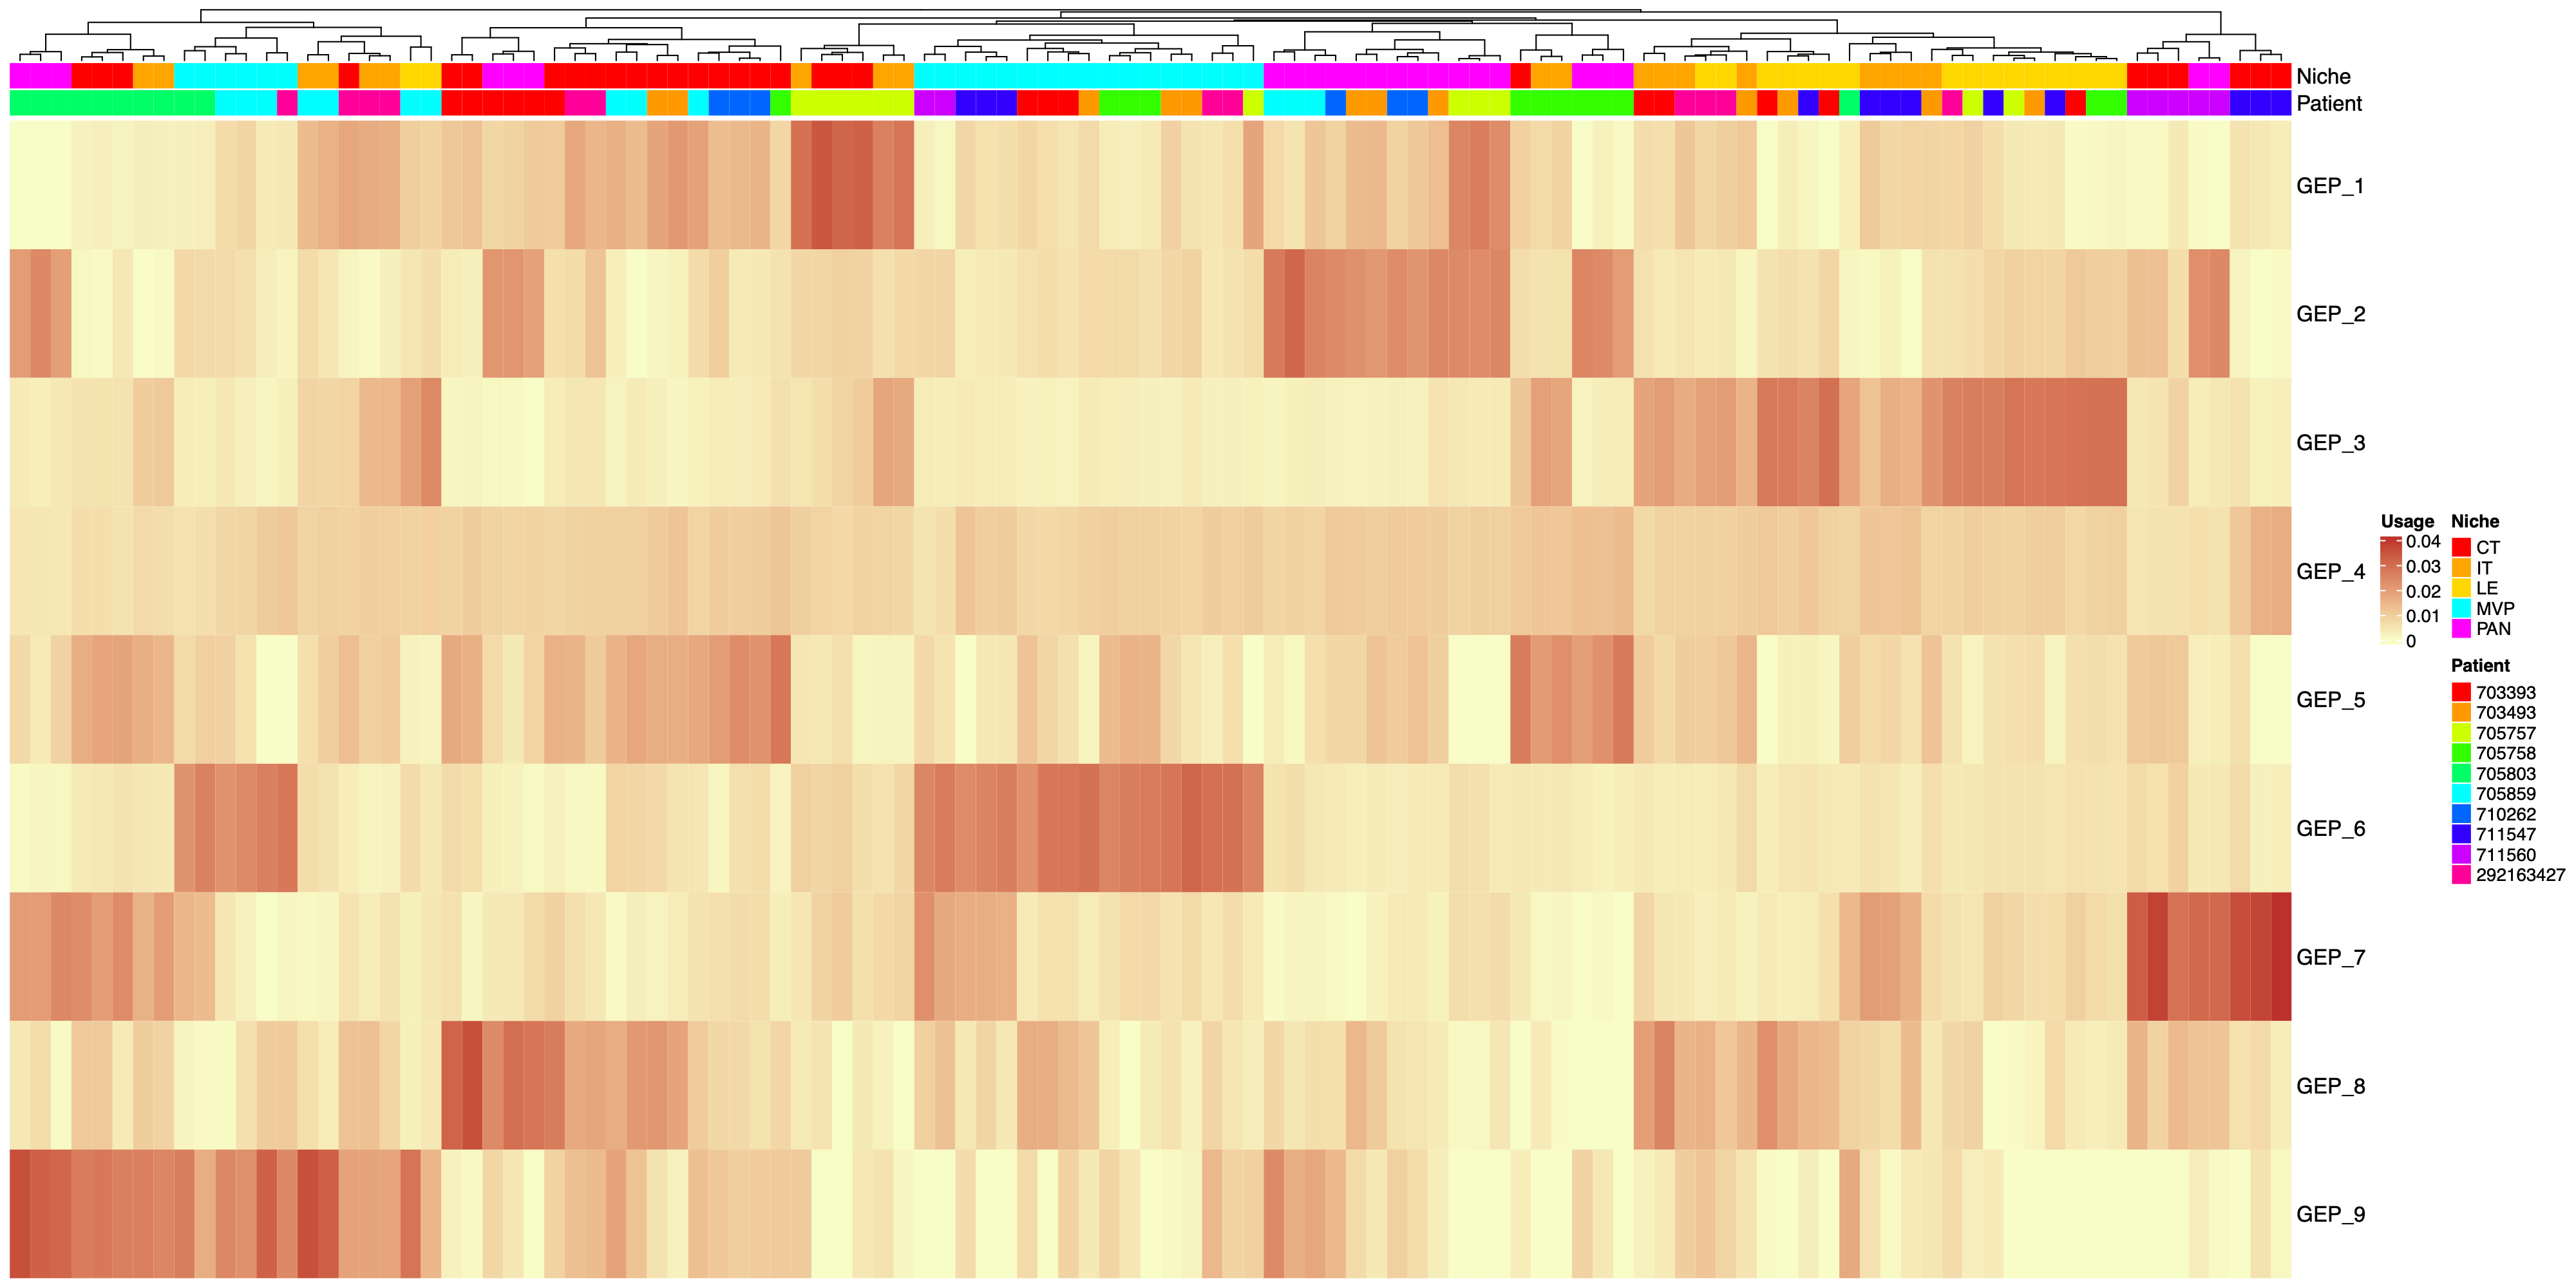 Niche
Patient
GEP_1
GEP_2
GEP_3
GEP_4
GEP_5
GEP_6
GEP_7
GEP_8
GEP_9
Usage
0.04
0.03
0.02
0.01
0
Niche
CT
IT
LE
MVP
PAN
Patient
703393
703493
705757
705758
705803
705859
710262
711547
711560
292163427